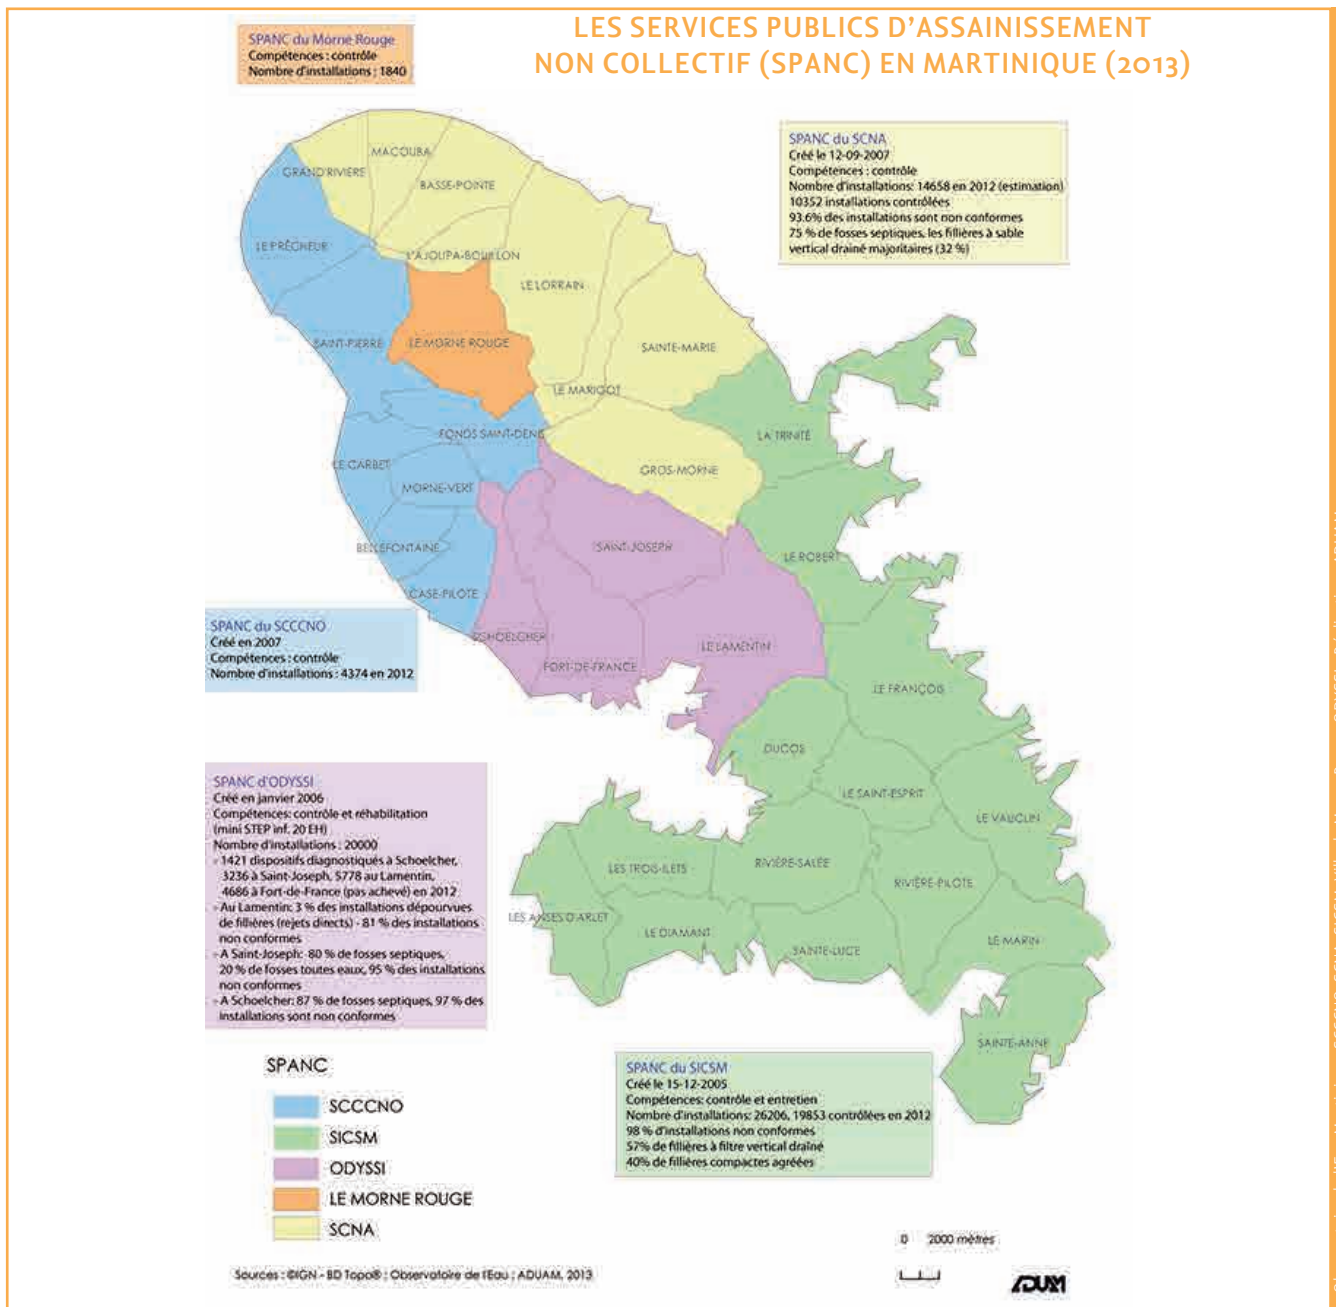 LES SERVICES PUBLICS D'ASSAINISSEMENT
NON COLLECTIF (SPANC) EN MARTINIQUE (2013)
SPANC du Morne Rouge
Compétences : contrôle
Nombre d'installations : 1840
SPANC du SCNA
Créé le 12-09-2007
Compétences : contrôle
Nombre d'installations: 14658 en 2012 (estimation)
10352 installations contrôlées
93.6% des installations sont non conformes
75 % de fosses septiques, les fillières à sable
vertical drainé majoritaires (32 %)
MACOUBA
GRAND'RIVIÈRE
BASSE-POINTE
LE PRÊCHEUR
L'AJOUPA-BOUILLON
LE LORRAIN
SAINT-PIERRE
LE MORNE ROUGE
SAINTE-MARIE
LE MARIGOT
FONDS SAINT-DENIS
LA TRINITÉ
LE CARBET
GROS-MORNE
MORNE-VERT
BELLEFONTAINE
SAINT-JOSEPH
LE ROBERT
CASE-PILOTE
SHOELCHER
LE LAMENTIN
FORT-DE-FRANCE
LE FRANÇOIS
DUCOS
LE SAINT-ESPRIT
LE VAUCLIN
LES TROIS-ILETS
RIVIÈRE-SALÉE
RIVIÈRE-PILOTE
LES ANSES D'ARLET
LE DIAMANT
SAINTE-LUCE
LE MARIN
SAINTE-ANNE
SPANC du SCCCNO
Créé en 2007
Compétences : contrôle
Nombre d'installations : 4374 en 2012
SPANC d'ODYSSI
Créé en janvier 2006
Compétences: contrôle et réhabilitation
(mini STEP inf. 20 EH)
Nombre d'installations : 20000
- 1421 dispositifs diagnostiqués à Schoelcher,
3236 à Saint-Joseph, 5778 au Lamentin,
4686 à Fort-de-France (pas achevé) en 2012
- Au Lamentin: 3 % des installations dépourvues
de fillières (rejets directs) - 81 % des installations
non conformes
- A Saint-Joseph: 80 % de fosses septiques,
20 % de fosses toutes eaux, 95 % des installations
non conformes
- A Schoelcher: 87 % de fosses septiques, 97 % des
installations sont non conformes
SPANC du SICSM
Créé le 15-12-2005
Compétences: contrôle et entretien
Nombre d'installations: 26206, 19853 contrôlées en 2012
98 % d'installations non conformes
57% de fillières à filtre vertical draîné
40% de fillières compactes agréées
SPANC
SCCCNO
SICSM
ODYSSI
LE MORNE ROUGE
SCNA
0 2000 mètres
Sources : ©IGN - BD Topo® ; Observatoire de l'Eau ; ADUAM, 2013
ADUAM